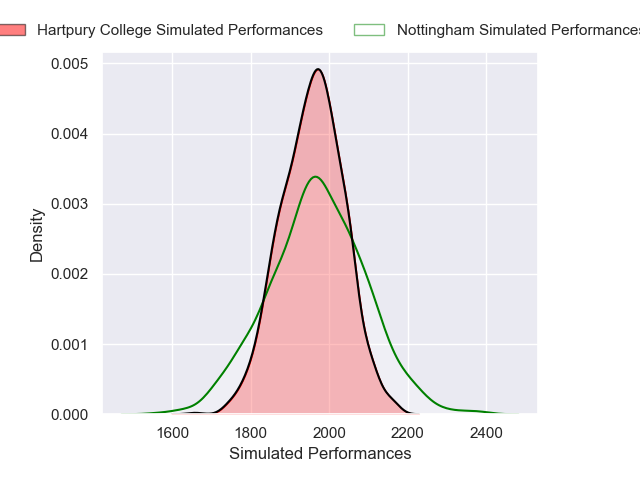 Hartpury College Simulated Performances Nottingham Simulated Performances
0.005
0.004
0.003
0.002
0.001
0.000
Density
1600 1800 2000 2200 2400
Simulated Performances